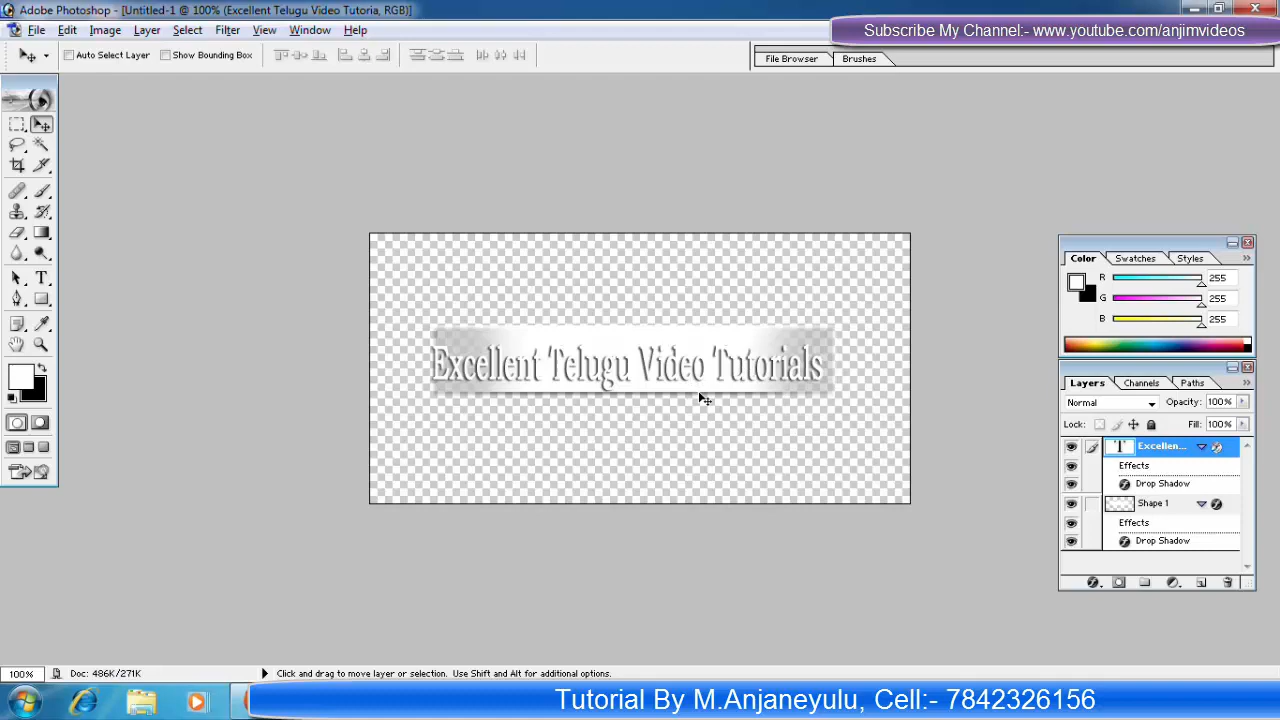 Adobe Photoshop - [Untitled-1 @ 100% (Excellent Telugu Video Tutoria, RGB)]
File Edit Image Layer Select Filter View Window Help
Subscribe My Channel:- www.youtube.com/anjimvideos
Auto Select Layer Show Bounding Box
File Browser Brushes
Color Swatches Styles
R 255
G 255
B 255
Excellent Telugu Video Tutorials
Layers Channels Paths
Normal Opacity: 100%
Lock: Fill: 100%
T Excellen...
Effects
Drop Shadow
Shape 1
Effects
Drop Shadow
100% Doc: 486K/271K Click and drag to move layer or selection. Use Shift and Alt for additional options.
Tutorial By M.Anjaneyulu, Cell:- 7842326156